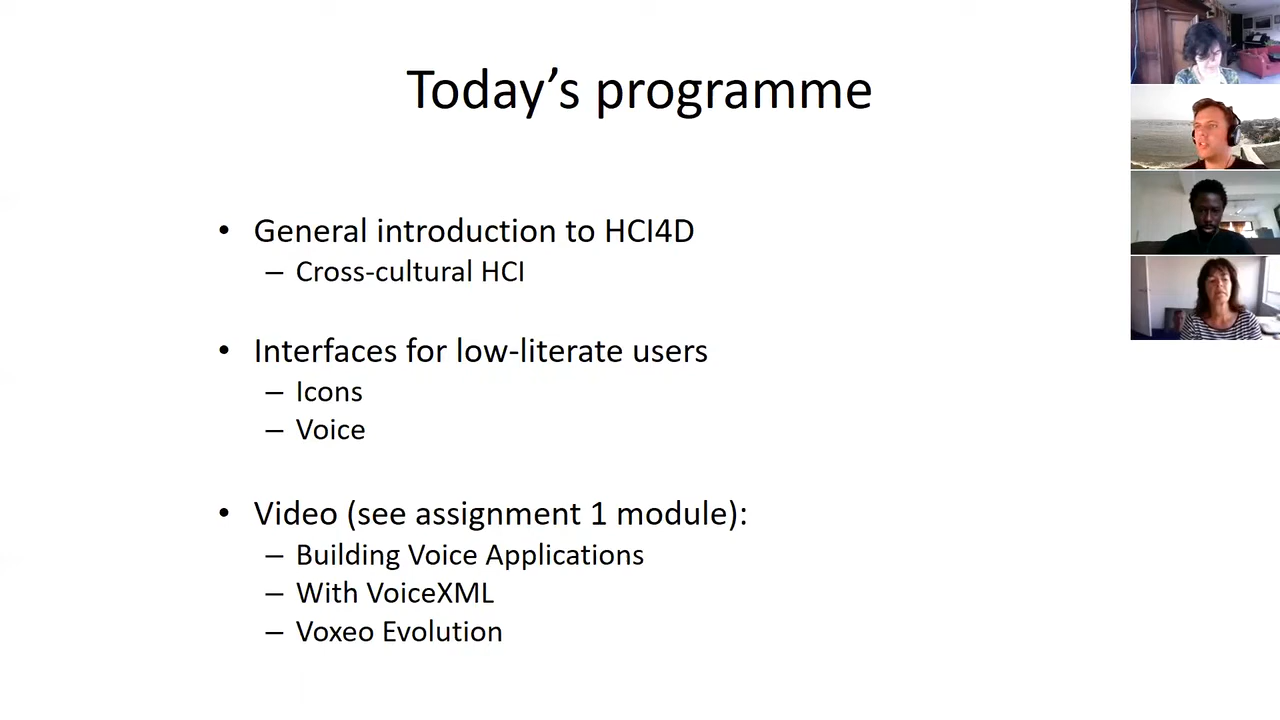 Today’s programme
• General introduction to HCI4D
– Cross-cultural HCI
• Interfaces for low-literate users
– Icons
– Voice
• Video (see assignment 1 module):
– Building Voice Applications
– With VoiceXML
– Voxeo Evolution